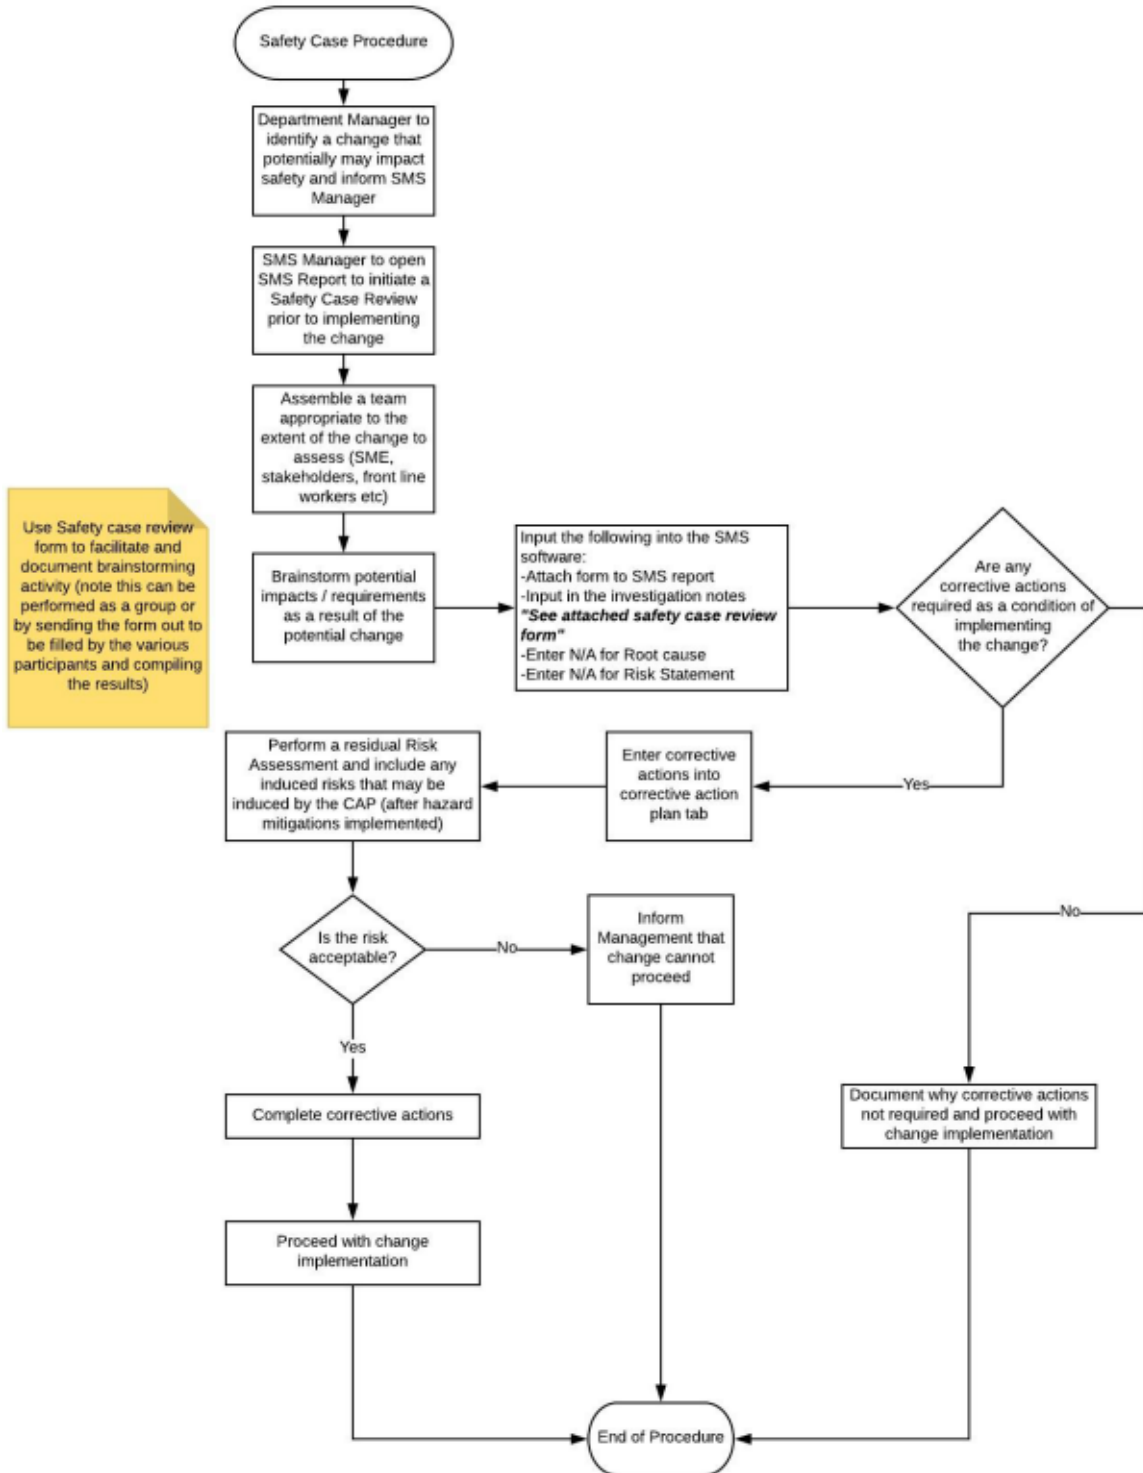 Safety Case Procedure
Department Manager to
identify a change that
potentially may impact
safety and inform SMS
Manager
SMS Manager to open
SMS Report to initiate a
Safety Case Review
prior to implementing
the change
Assemble a team
appropriate to the
extent of the change to
assess (SME,
stakeholders, front line
workers etc)
Use Safety case review
form to facilitate and
document brainstorming
activity (note this can be
performed as a group or
by sending the form out to
be filled by the various
participants and compiling
the results)
Brainstorm potential
impacts / requirements
as a result of the
potential change
Input the following into the SMS
software:
-Attach form to SMS report
-Input in the investigation notes
"See attached safety case review
form"
-Enter N/A for Root cause
-Enter N/A for Risk Statement
Are any
corrective actions
required as a condition of
implementing
the change?
Yes
Enter corrective
actions into
corrective action
plan tab
Perform a residual Risk
Assessment and include any
induced risks that may be
induced by the CAP (after hazard
mitigations implemented)
Is the risk
acceptable?
No
Inform
Management that
change cannot
proceed
No
Yes
Complete corrective actions
Document why corrective actions
not required and proceed with
change implementation
Proceed with change
implementation
End of Procedure